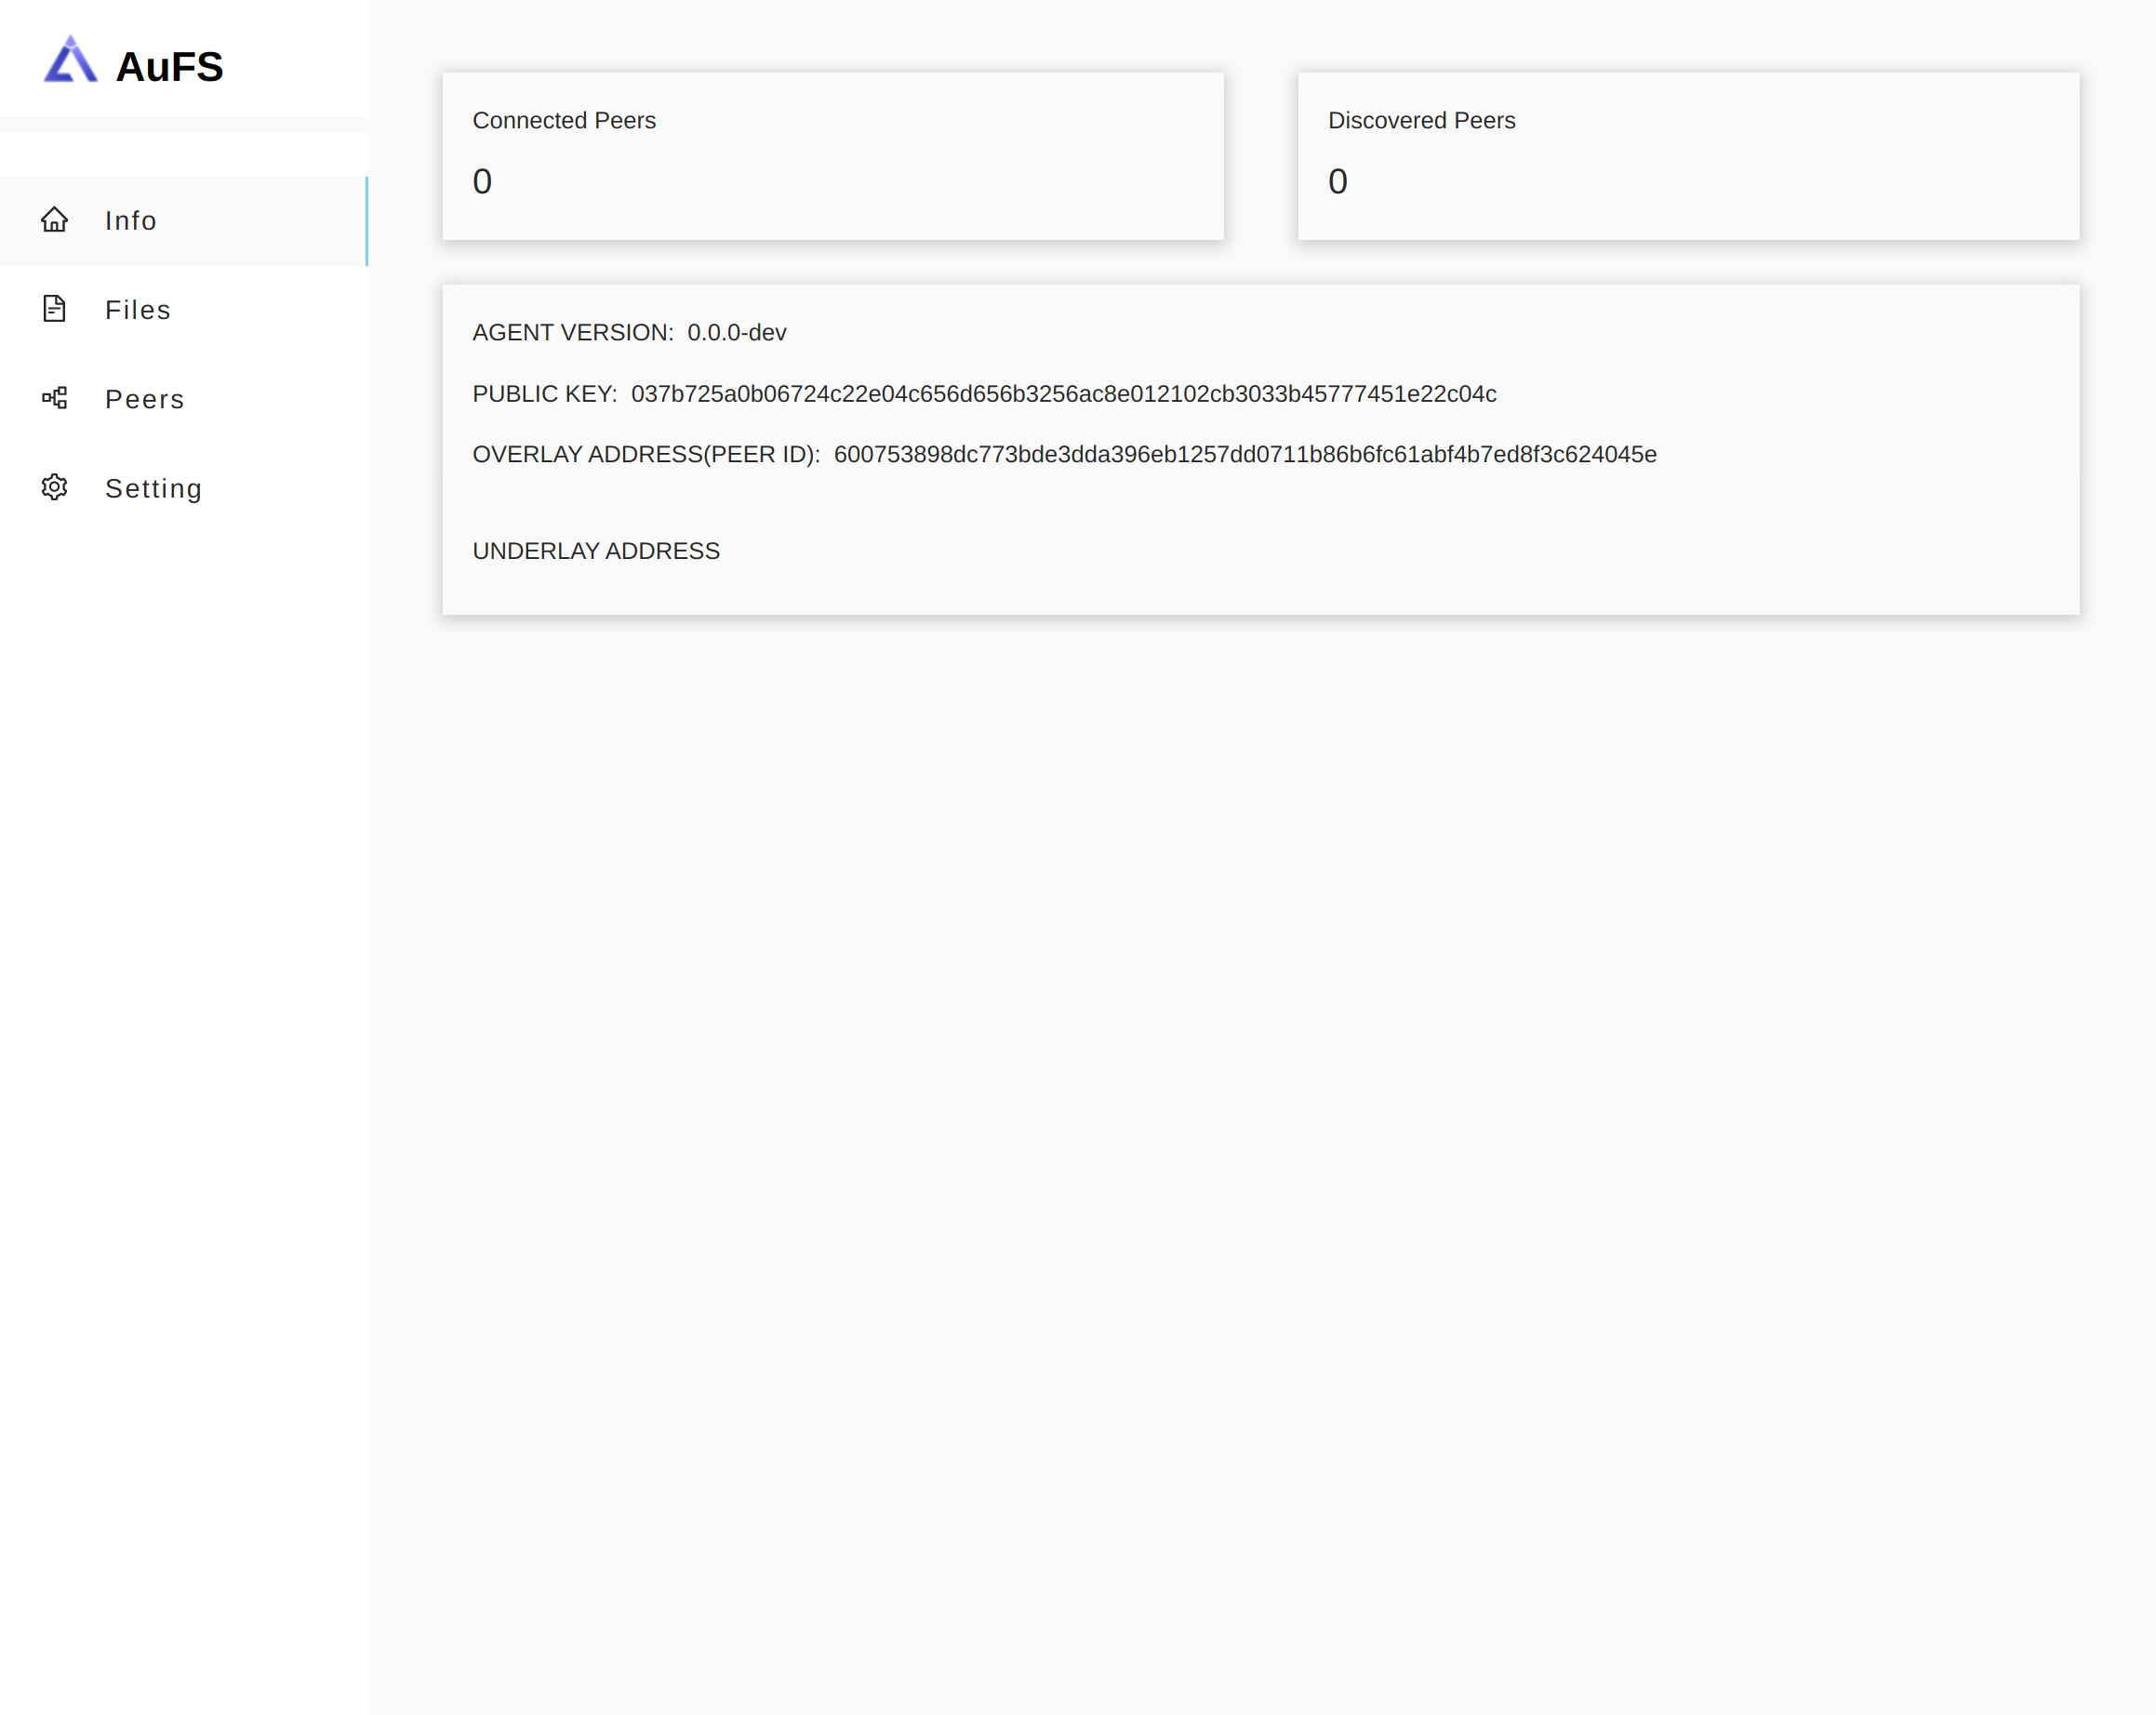 AuFS
Info
Files
Peers
Setting
Connected Peers
0
Discovered Peers
0
AGENT VERSION: 0.0.0-dev
PUBLIC KEY: 037b725a0b06724c22e04c656d656b3256ac8e012102cb3033b45777451e22c04c
OVERLAY ADDRESS(PEER ID): 600753898dc773bde3dda396eb1257dd0711b86b6fc61abf4b7ed8f3c624045e
UNDERLAY ADDRESS